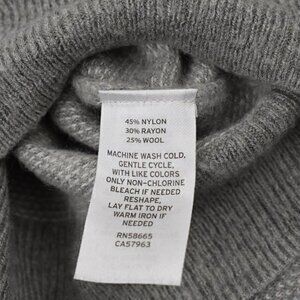 45% NYLON
30% RAYON
25% WOOL
MACHINE WASH COLD,
GENTLE CYCLE,
WITH LIKE COLORS
ONLY NON-CHLORINE
BLEACH IF NEEDED
RESHAPE,
LAY FLAT TO DRY
WARM IRON IF
NEEDED
RN58665
CA57963